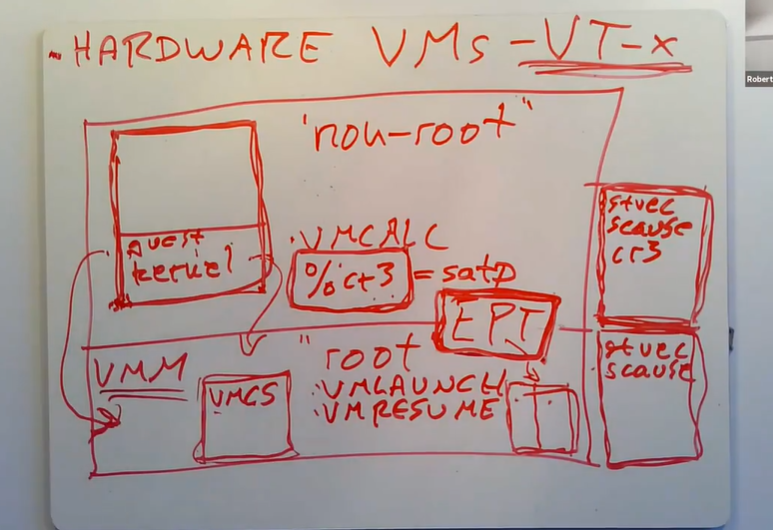 HARDWARE VMs - VT-x
"non-root"
guest
kernel
VMCALC
%cr3 = satp
EPT
stvec
scause
cr3
"root
VMM
VMCS
VMLAUNCH
VMRESUME
stvec
scause
Robert